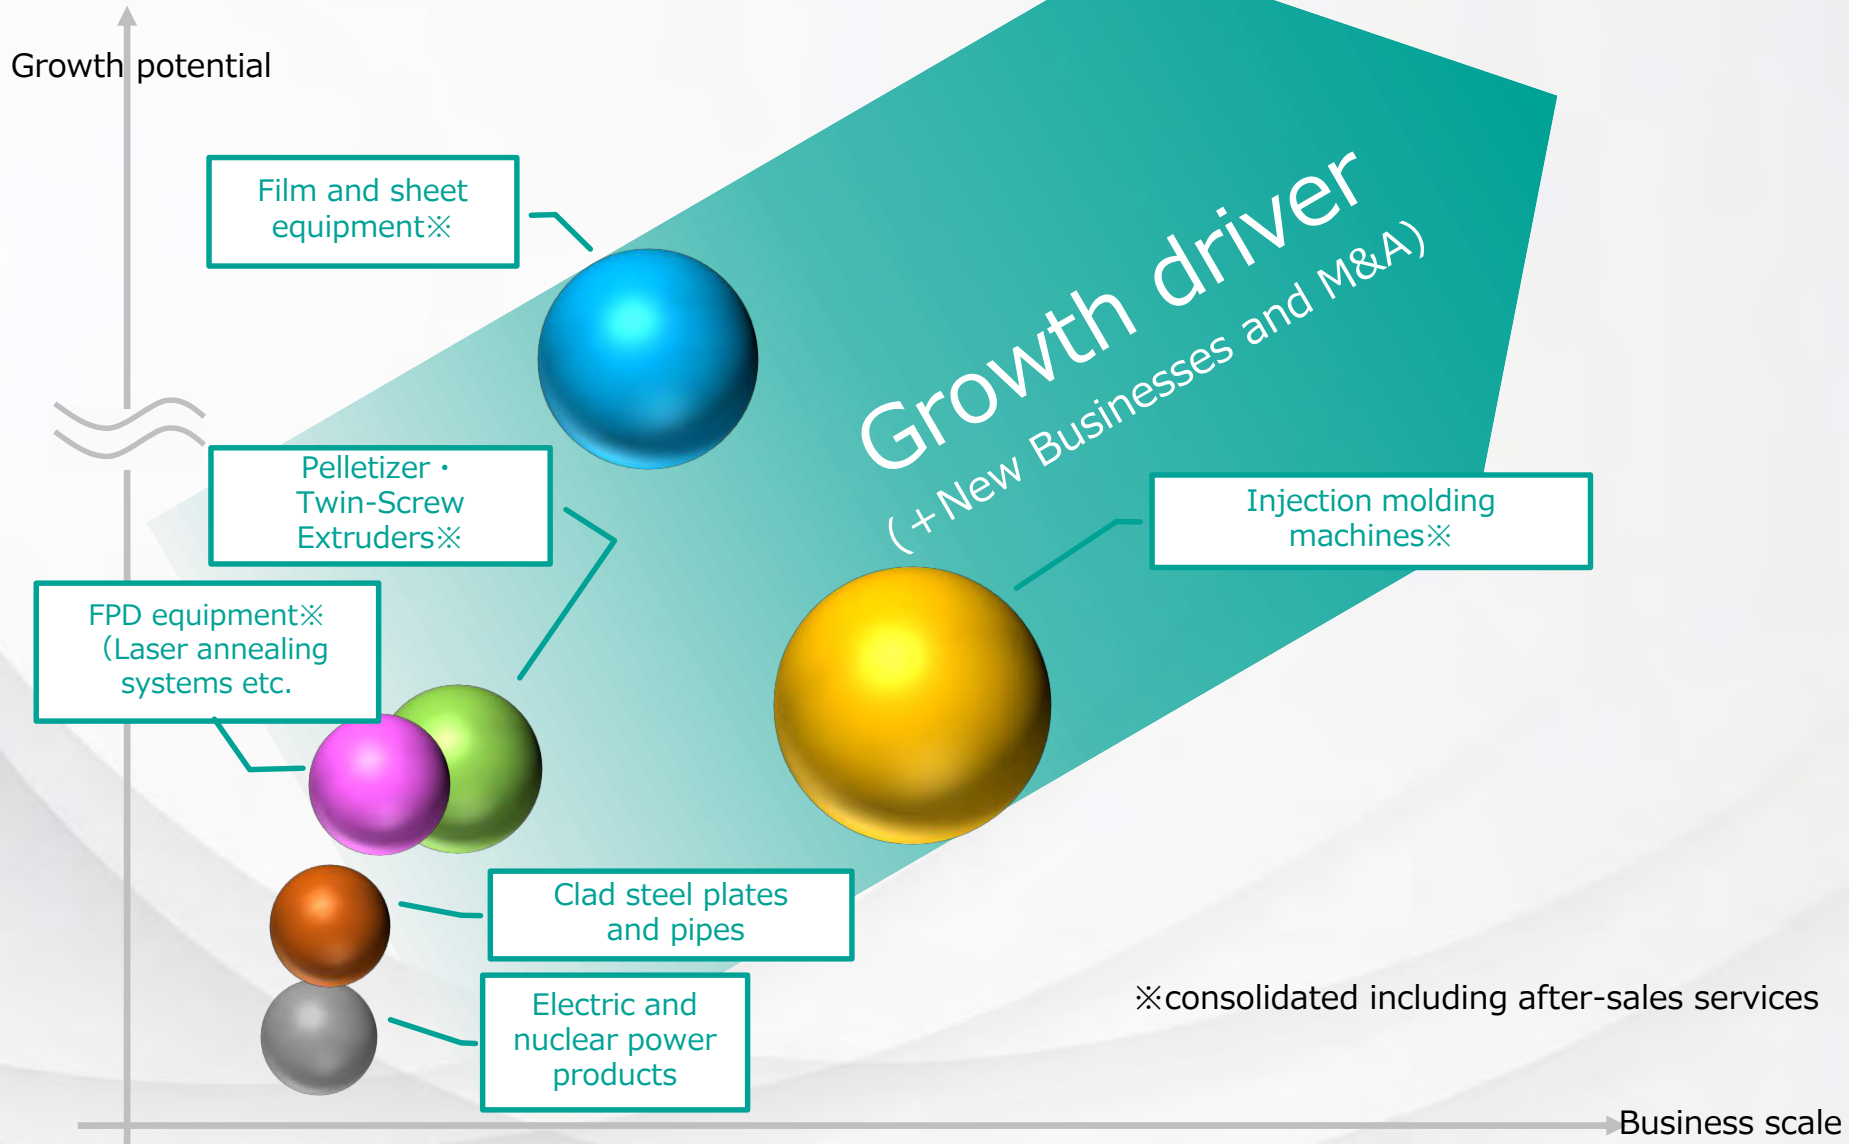 Growth potential
Film and sheet
equipment※
Growth driver
(+New Businesses and M&A)
Pelletizer・
Twin-Screw
Extruders※
Injection molding
machines※
FPD equipment※
(Laser annealing
systems etc.
Clad steel plates
and pipes
Electric and
nuclear power
products
※consolidated including after-sales services
Business scale